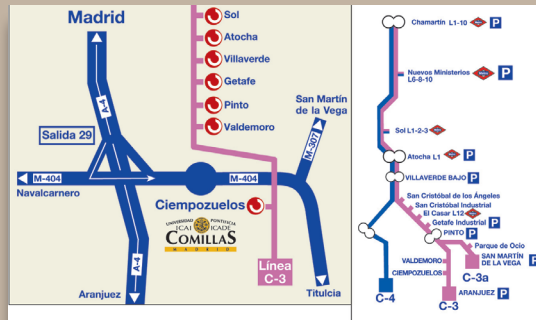 Madrid
A-4
Salida 29
M-404
M-404
Navalcarnero
A-4
Aranjuez
Sol
Atocha
Villaverde
Getafe
Pinto
Valdemoro
San Martín
de la Vega
M-307
Ciempozuelos
UNIVERSIDAD PONTIFICIA
ICAI ICADE
COMILLAS
MADRID
Línea
C-3
Titulcia
Chamartín L1-10 P
Nuevos Ministerios
L6-8-10
Sol L1-2-3
Atocha L1 P
VILLAVERDE BAJO P
San Cristóbal de los Ángeles
San Cristóbal Industrial
El Casar L12
Getafe Industrial P
PINTO P
Parque de Ocio
VALDEMORO
SAN MARTÍN
DE LA VEGA P
CIEMPOZUELOS
C-3a
ARANJUEZ P
C-4
C-3